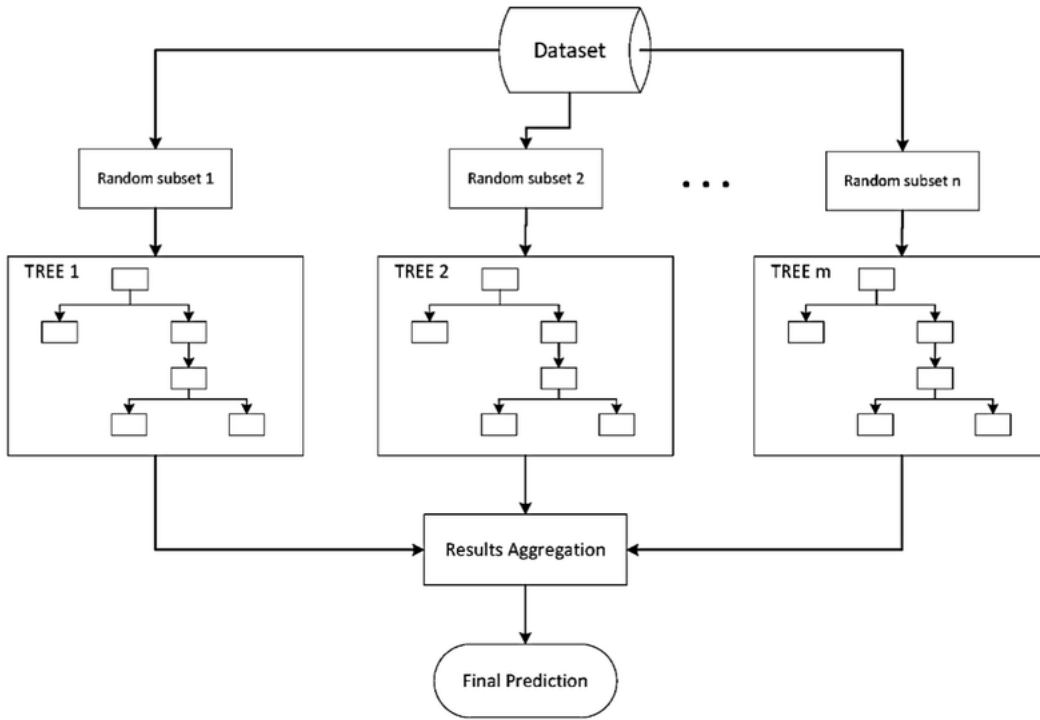 Dataset
Random subset 1
Random subset 2
Random subset n
TREE 1
TREE 2
TREE m
Results Aggregation
Final Prediction